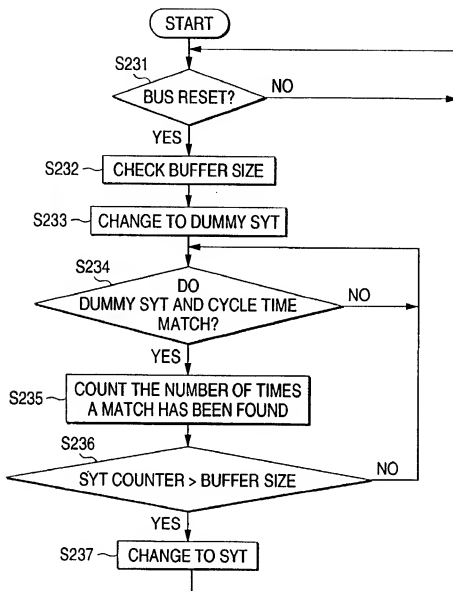 START
S231
BUS RESET?
NO
YES
S232
CHECK BUFFER SIZE
S233
CHANGE TO DUMMY SYT
S234
DO
DUMMY SYT AND CYCLE TIME
MATCH?
NO
YES
S235
COUNT THE NUMBER OF TIMES
A MATCH HAS BEEN FOUND
S236
SYT COUNTER > BUFFER SIZE
NO
YES
S237
CHANGE TO SYT